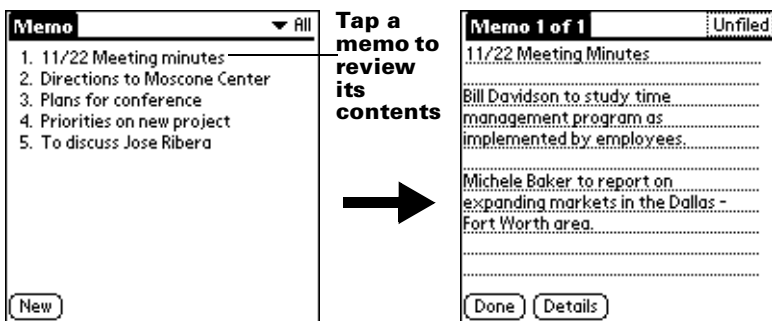 Memo
All
1. 11/22 Meeting minutes
2. Directions to Moscone Center
3. Plans for conference
4. Priorities on new project
5. To discuss Jose Ribera
New
Tap a
memo to
review
its
contents
Memo 1 of 1
Unfiled
11/22 Meeting Minutes
Bill Davidson to study time
management program as
implemented by employees.
Michele Baker to report on
expanding markets in the Dallas -
Fort Worth area.
Done
Details